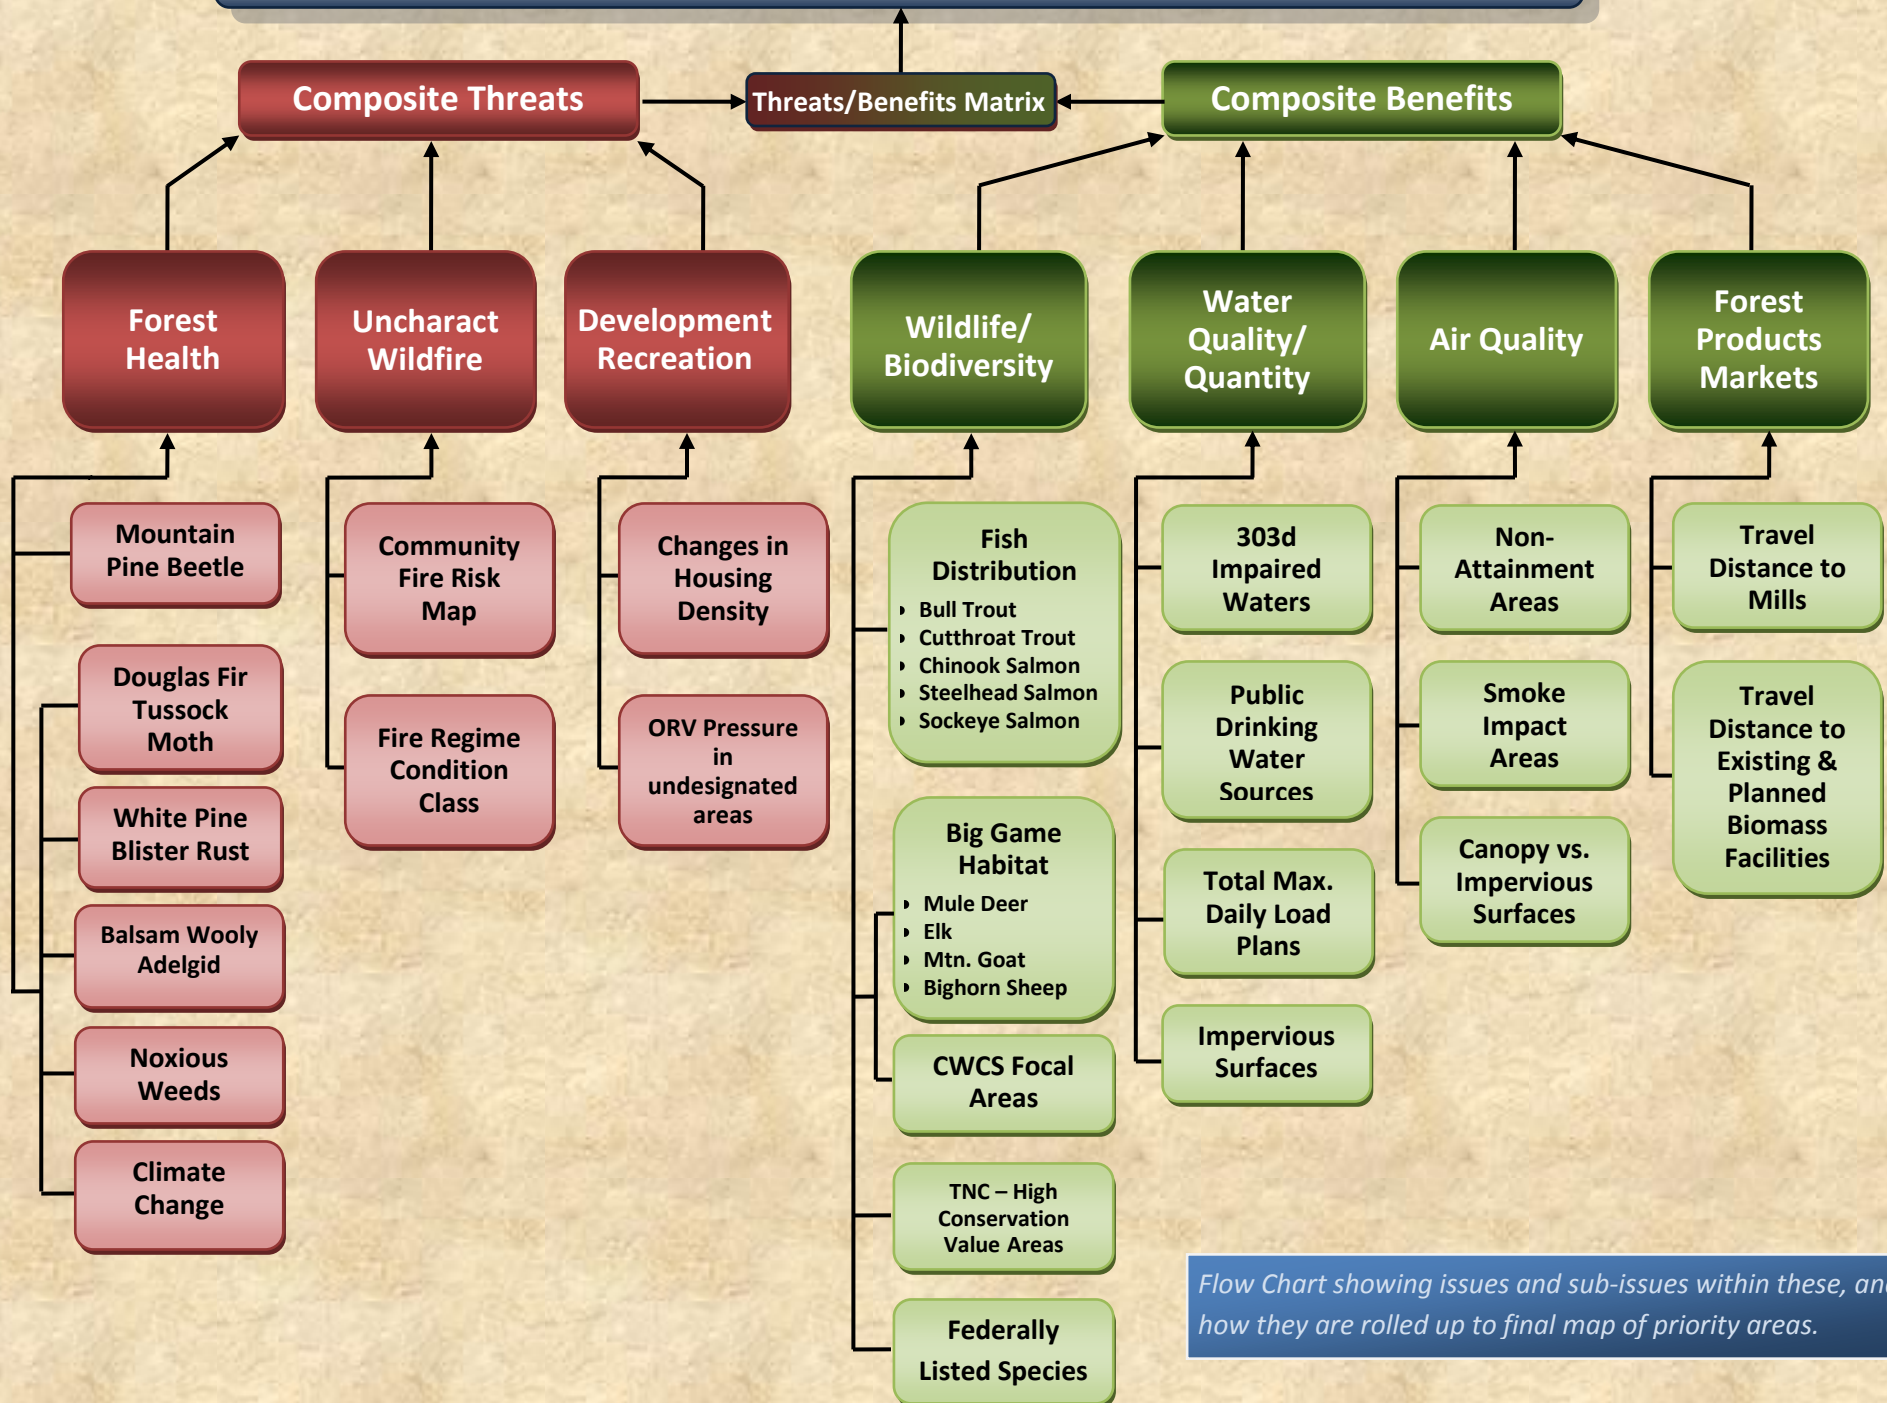 Composite Threats
Threats/Benefits Matrix
Composite Benefits
Forest
Health
Uncharact
Wildfire
Development
Recreation
Wildlife/
Biodiversity
Water
Quality/
Quantity
Air Quality
Forest
Products
Markets
Mountain
Pine Beetle
Douglas Fir
Tussock
Moth
White Pine
Blister Rust
Balsam Wooly
Adelgid
Noxious
Weeds
Climate
Change
Community
Fire Risk
Map
Fire Regime
Condition
Class
Changes in
Housing
Density
ORV Pressure
in
undesignated
areas
Fish
Distribution
• Bull Trout
• Cutthroat Trout
• Chinook Salmon
• Steelhead Salmon
• Sockeye Salmon
Big Game
Habitat
• Mule Deer
• Elk
• Mtn. Goat
• Bighorn Sheep
CWCS Focal
Areas
TNC – High
Conservation
Value Areas
Federally
Listed Species
303d
Impaired
Waters
Public
Drinking
Water
Sources
Total Max.
Daily Load
Plans
Impervious
Surfaces
Non-
Attainment
Areas
Smoke
Impact
Areas
Canopy vs.
Impervious
Surfaces
Travel
Distance to
Mills
Travel
Distance to
Existing &
Planned
Biomass
Facilities
Flow Chart showing issues and sub-issues within these, and
how they are rolled up to final map of priority areas.